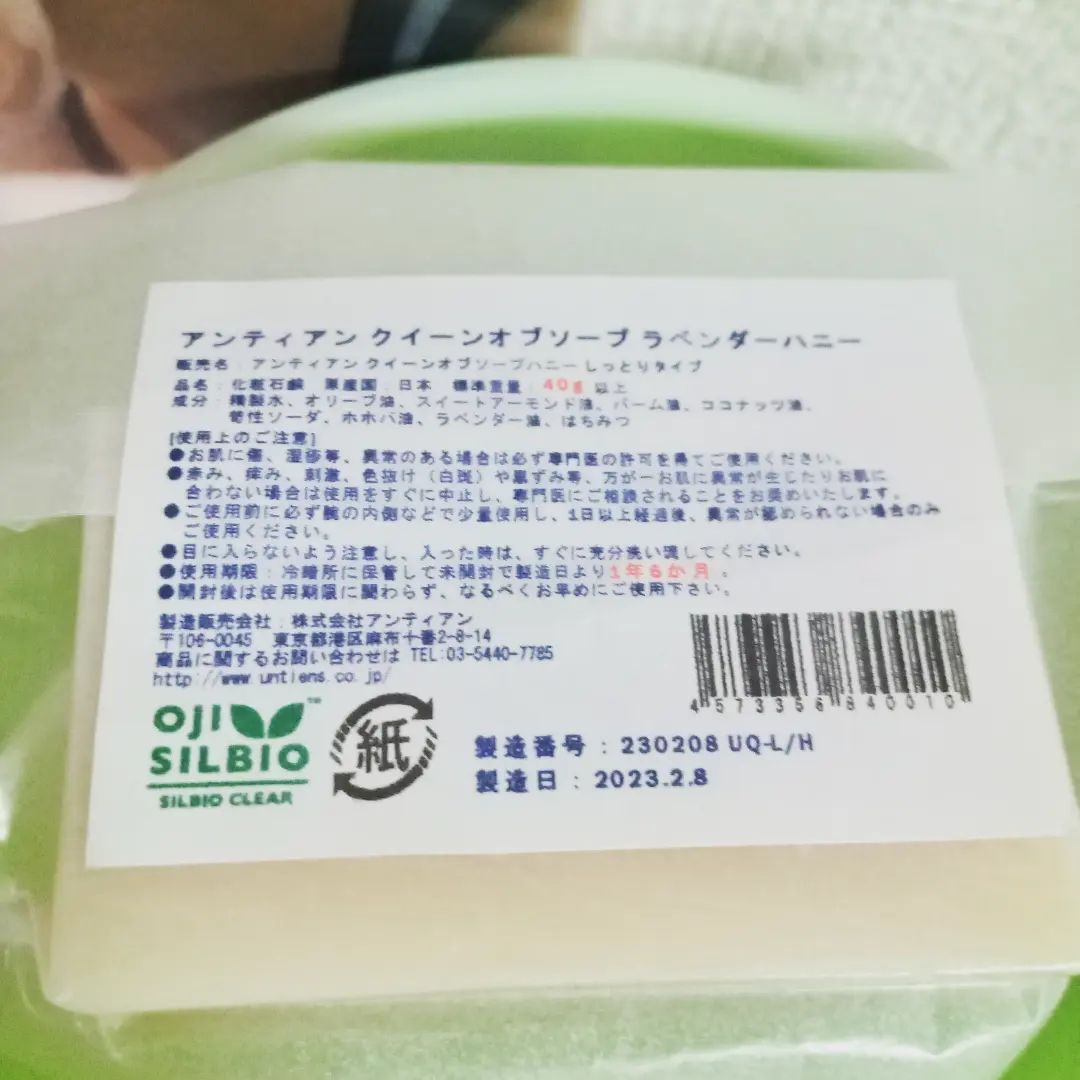 アンティアン クイーンオブソープ ラベンダーハニー
販売名：アンティアン クイーンオブソープハニー しっとりタイプ
品名：化粧石鹸　原産国：日本　標準重量：40g 以上
成分：精製水、オリーブ油、スイートアーモンド油、パーム油、ココナッツ油、
苛性ソーダ、ホホバ油、ラベンダー油、はちみつ
[使用上のご注意]
●お肌に傷、湿疹等、異常のある場合は必ず専門医の許可を得てご使用ください。
●赤み、痒み、刺激、色抜け（白斑）や黒ずみ等、万が一お肌に異常が生じたりお肌に
合わない場合は使用をすぐに中止し、専門医にご相談されることをお奨めいたします。
●ご使用前に必ず腕の内側などで少量使用し、1日以上経過後、異常が認められない場合のみ
ご使用ください。
●目に入らないよう注意し、入った時は、すぐに充分洗い流してください。
●使用期限：冷暗所に保管して未開封で製造日より1年6か月。
●開封後は使用期限に関わらず、なるべくお早めにご使用下さい。
製造販売会社：株式会社アンティアン
〒106-0045　東京都港区麻布十番2-8-14
商品に関するお問い合わせは TEL:03-5440-7785
http://www.untiens.co.jp/
4573356840010
OJI
SILBIO™
SILBIO CLEAR
紙
製造番号：230208 UQ-L/H
製造日：2023.2.8